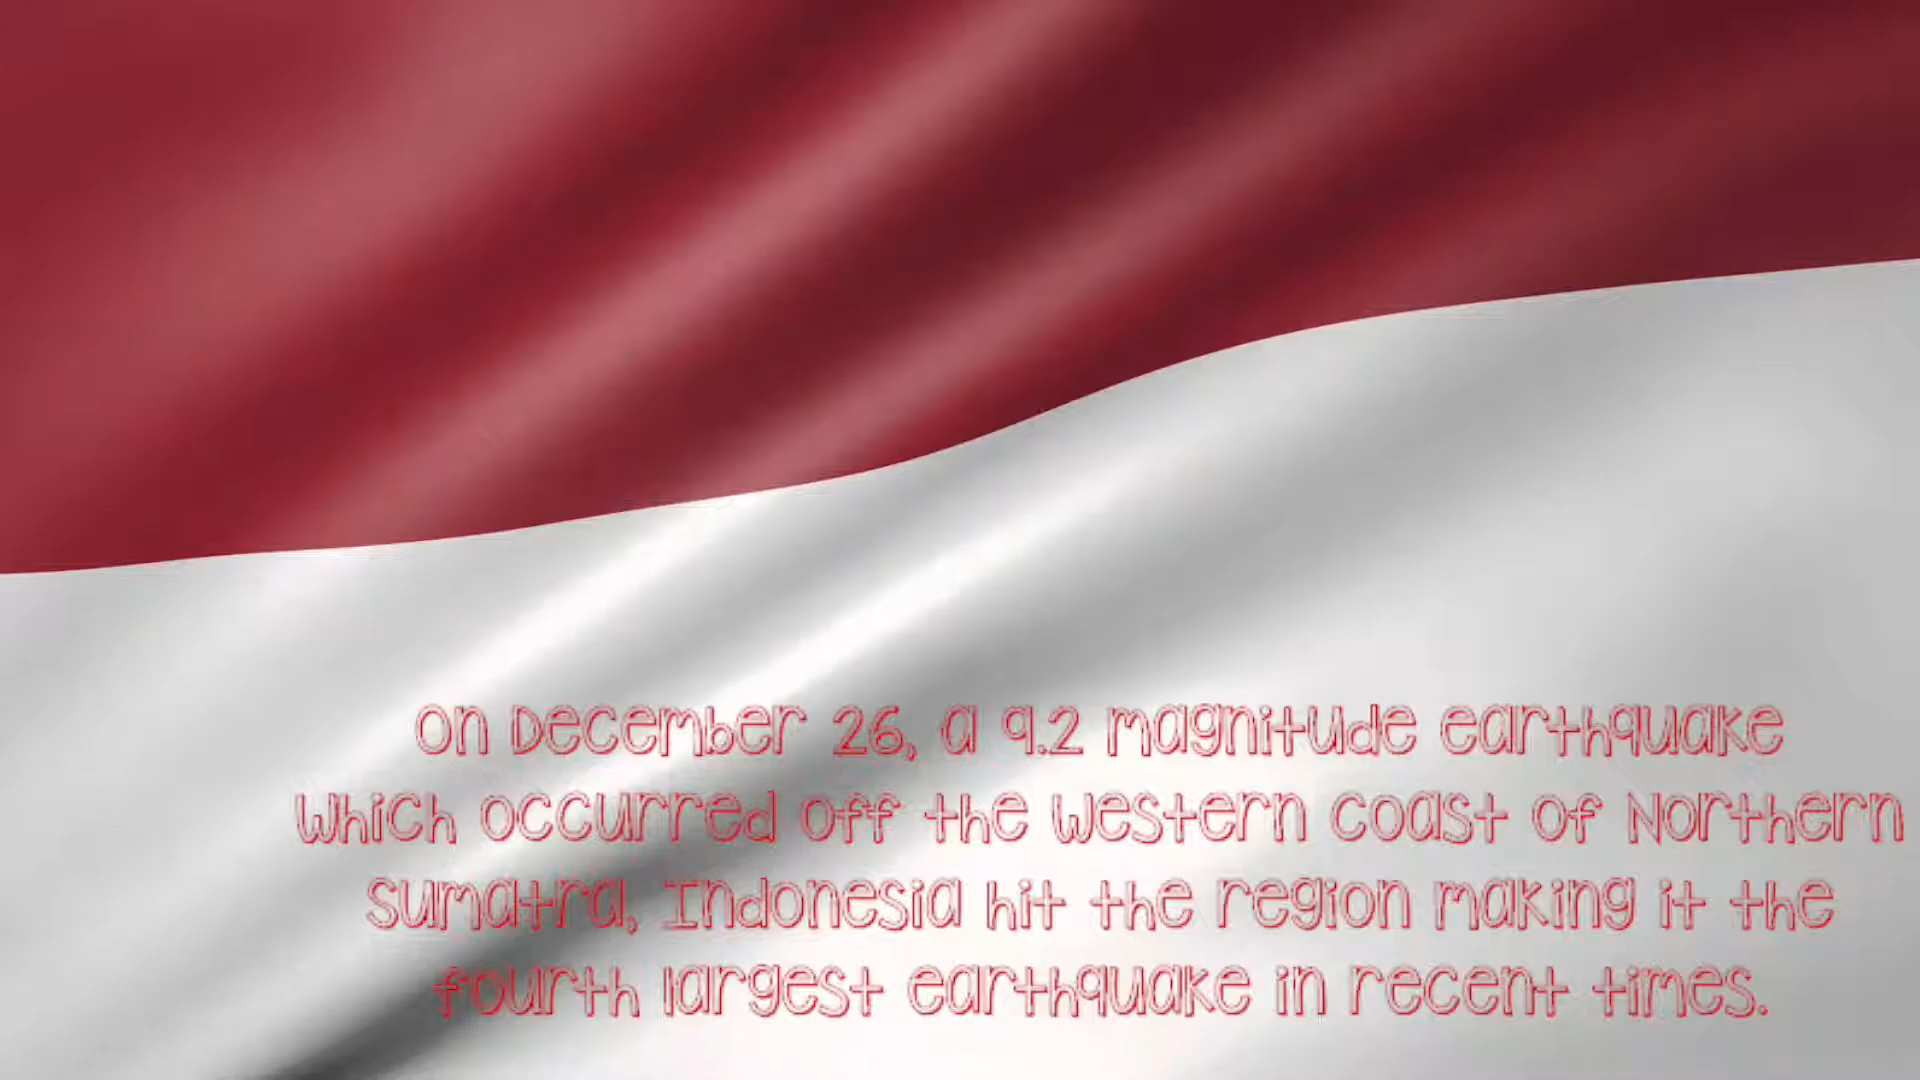 On December 26, a 9.2 magnitude earthquake
Which occurred off the Western coast of Northern
Sumatra, Indonesia hit the region making it the
fourth largest earthquake in recent times.